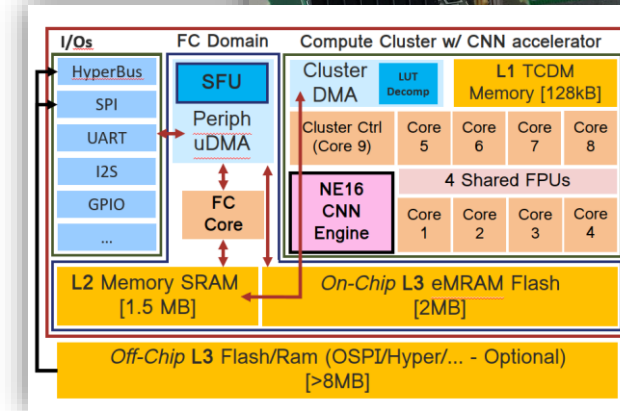 I/Os
FC Domain
Compute Cluster w/ CNN accelerator
HyperBus
SPI
UART
I2S
GPIO
...
SFU
Periph
uDMA
FC
Core
Cluster
DMA
LUT
Decomp
L1 TCDM
Memory [128kB]
Cluster Ctrl
(Core 9)
Core
5
Core
6
Core
7
Core
8
NE16
CNN
Engine
4 Shared FPUs
Core
1
Core
2
Core
3
Core
4
L2 Memory SRAM
[1.5 MB]
On-Chip L3 eMRAM Flash
[2MB]
Off-Chip L3 Flash/Ram (OSPI/Hyper/... - Optional)
[>8MB]